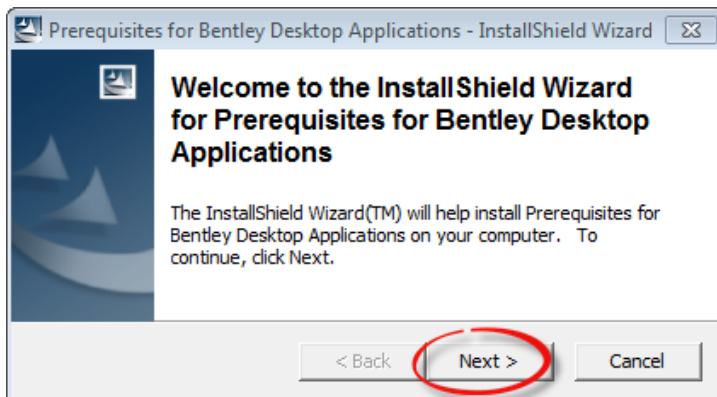 Prerequisites for Bentley Desktop Applications - InstallShield Wizard
Welcome to the InstallShield Wizard
for Prerequisites for Bentley Desktop
Applications
The InstallShield Wizard(TM) will help install Prerequisites for
Bentley Desktop Applications on your computer. To
continue, click Next.
< Back Next > Cancel